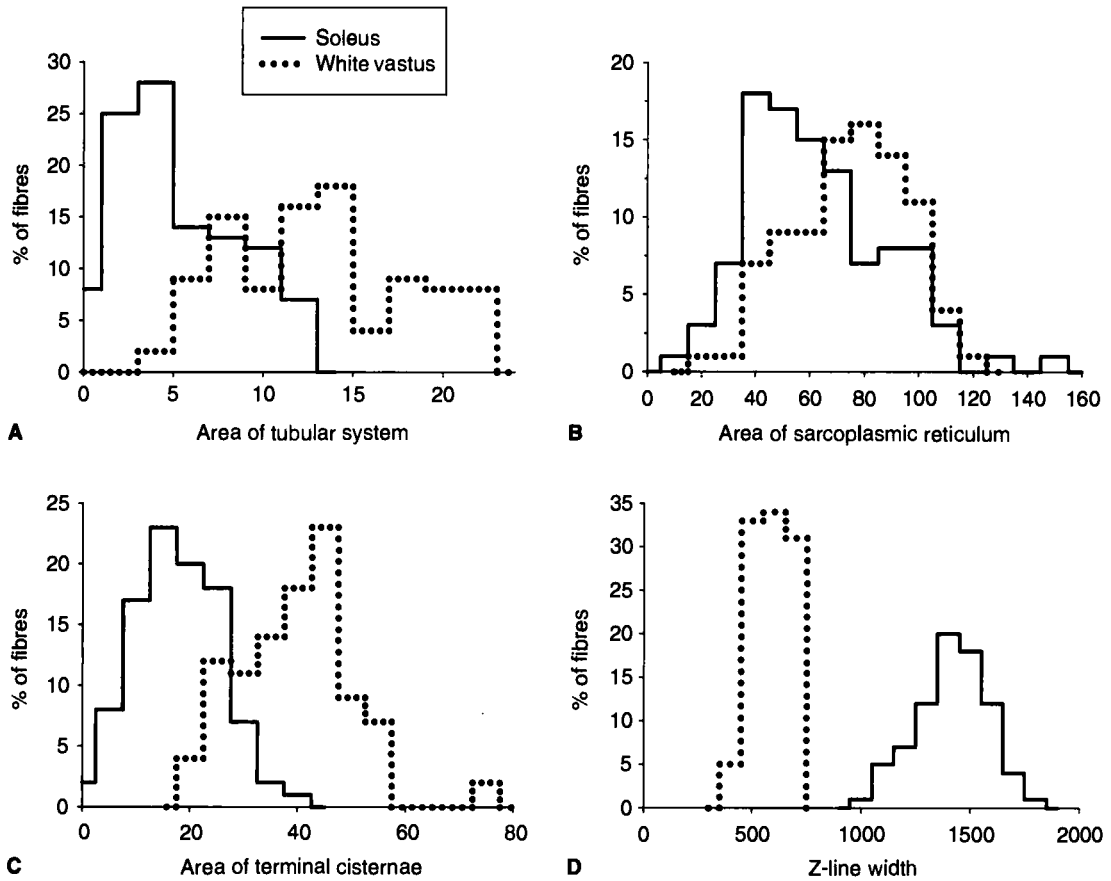 Soleus
White vastus
% of fibres
30
25
20
15
10
5
0
0 5 10 15 20
A
Area of tubular system
% of fibres
20
15
10
5
0
0 20 40 60 80 100 120 140 160
B
Area of sarcoplasmic reticulum
% of fibres
25
20
15
10
5
0
0 20 40 60 80
C
Area of terminal cisternae
% of fibres
35
30
25
20
15
10
5
0
0 500 1000 1500 2000
D
Z-line width